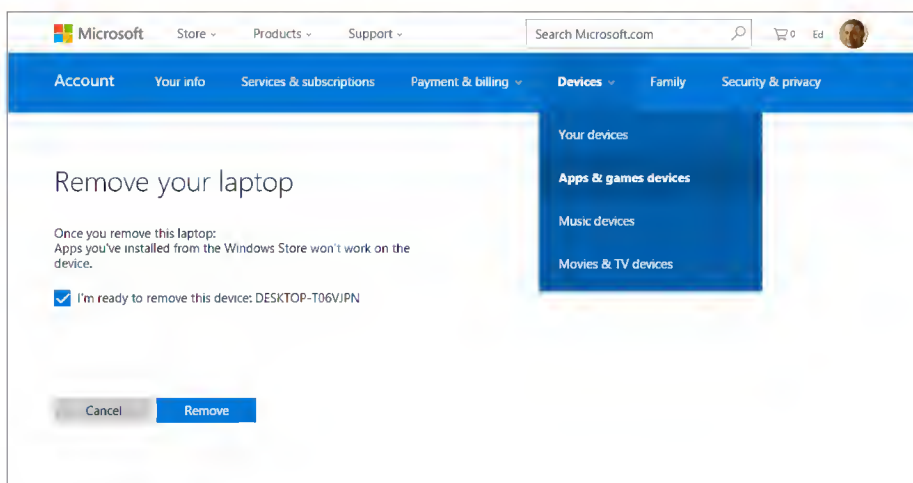 Microsoft Store Products Support Search Microsoft.com 0 Ed
Account Your info Services & subscriptions Payment & billing Devices Family Security & privacy
Your devices
Apps & games devices
Music devices
Movies & TV devices
Remove your laptop
Once you remove this laptop:
Apps you've installed from the Windows Store won't work on the
device.
I'm ready to remove this device: DESKTOP-T06VJPN
Cancel Remove